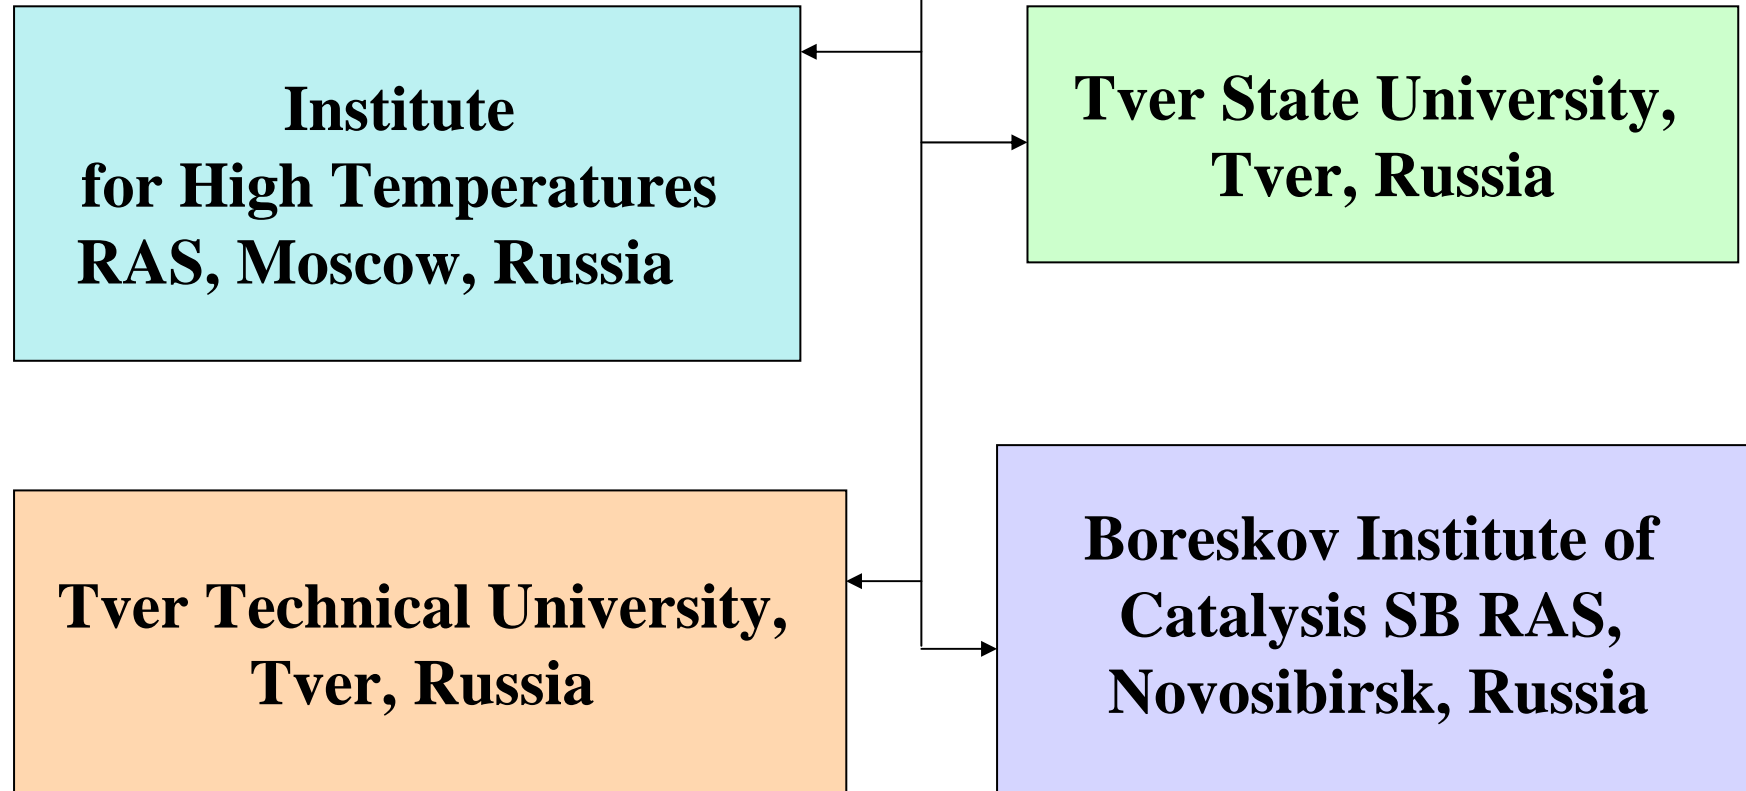 Institute
for High Temperatures
RAS, Moscow, Russia
Tver State University,
Tver, Russia
Tver Technical University,
Tver, Russia
Boreskov Institute of
Catalysis SB RAS,
Novosibirsk, Russia